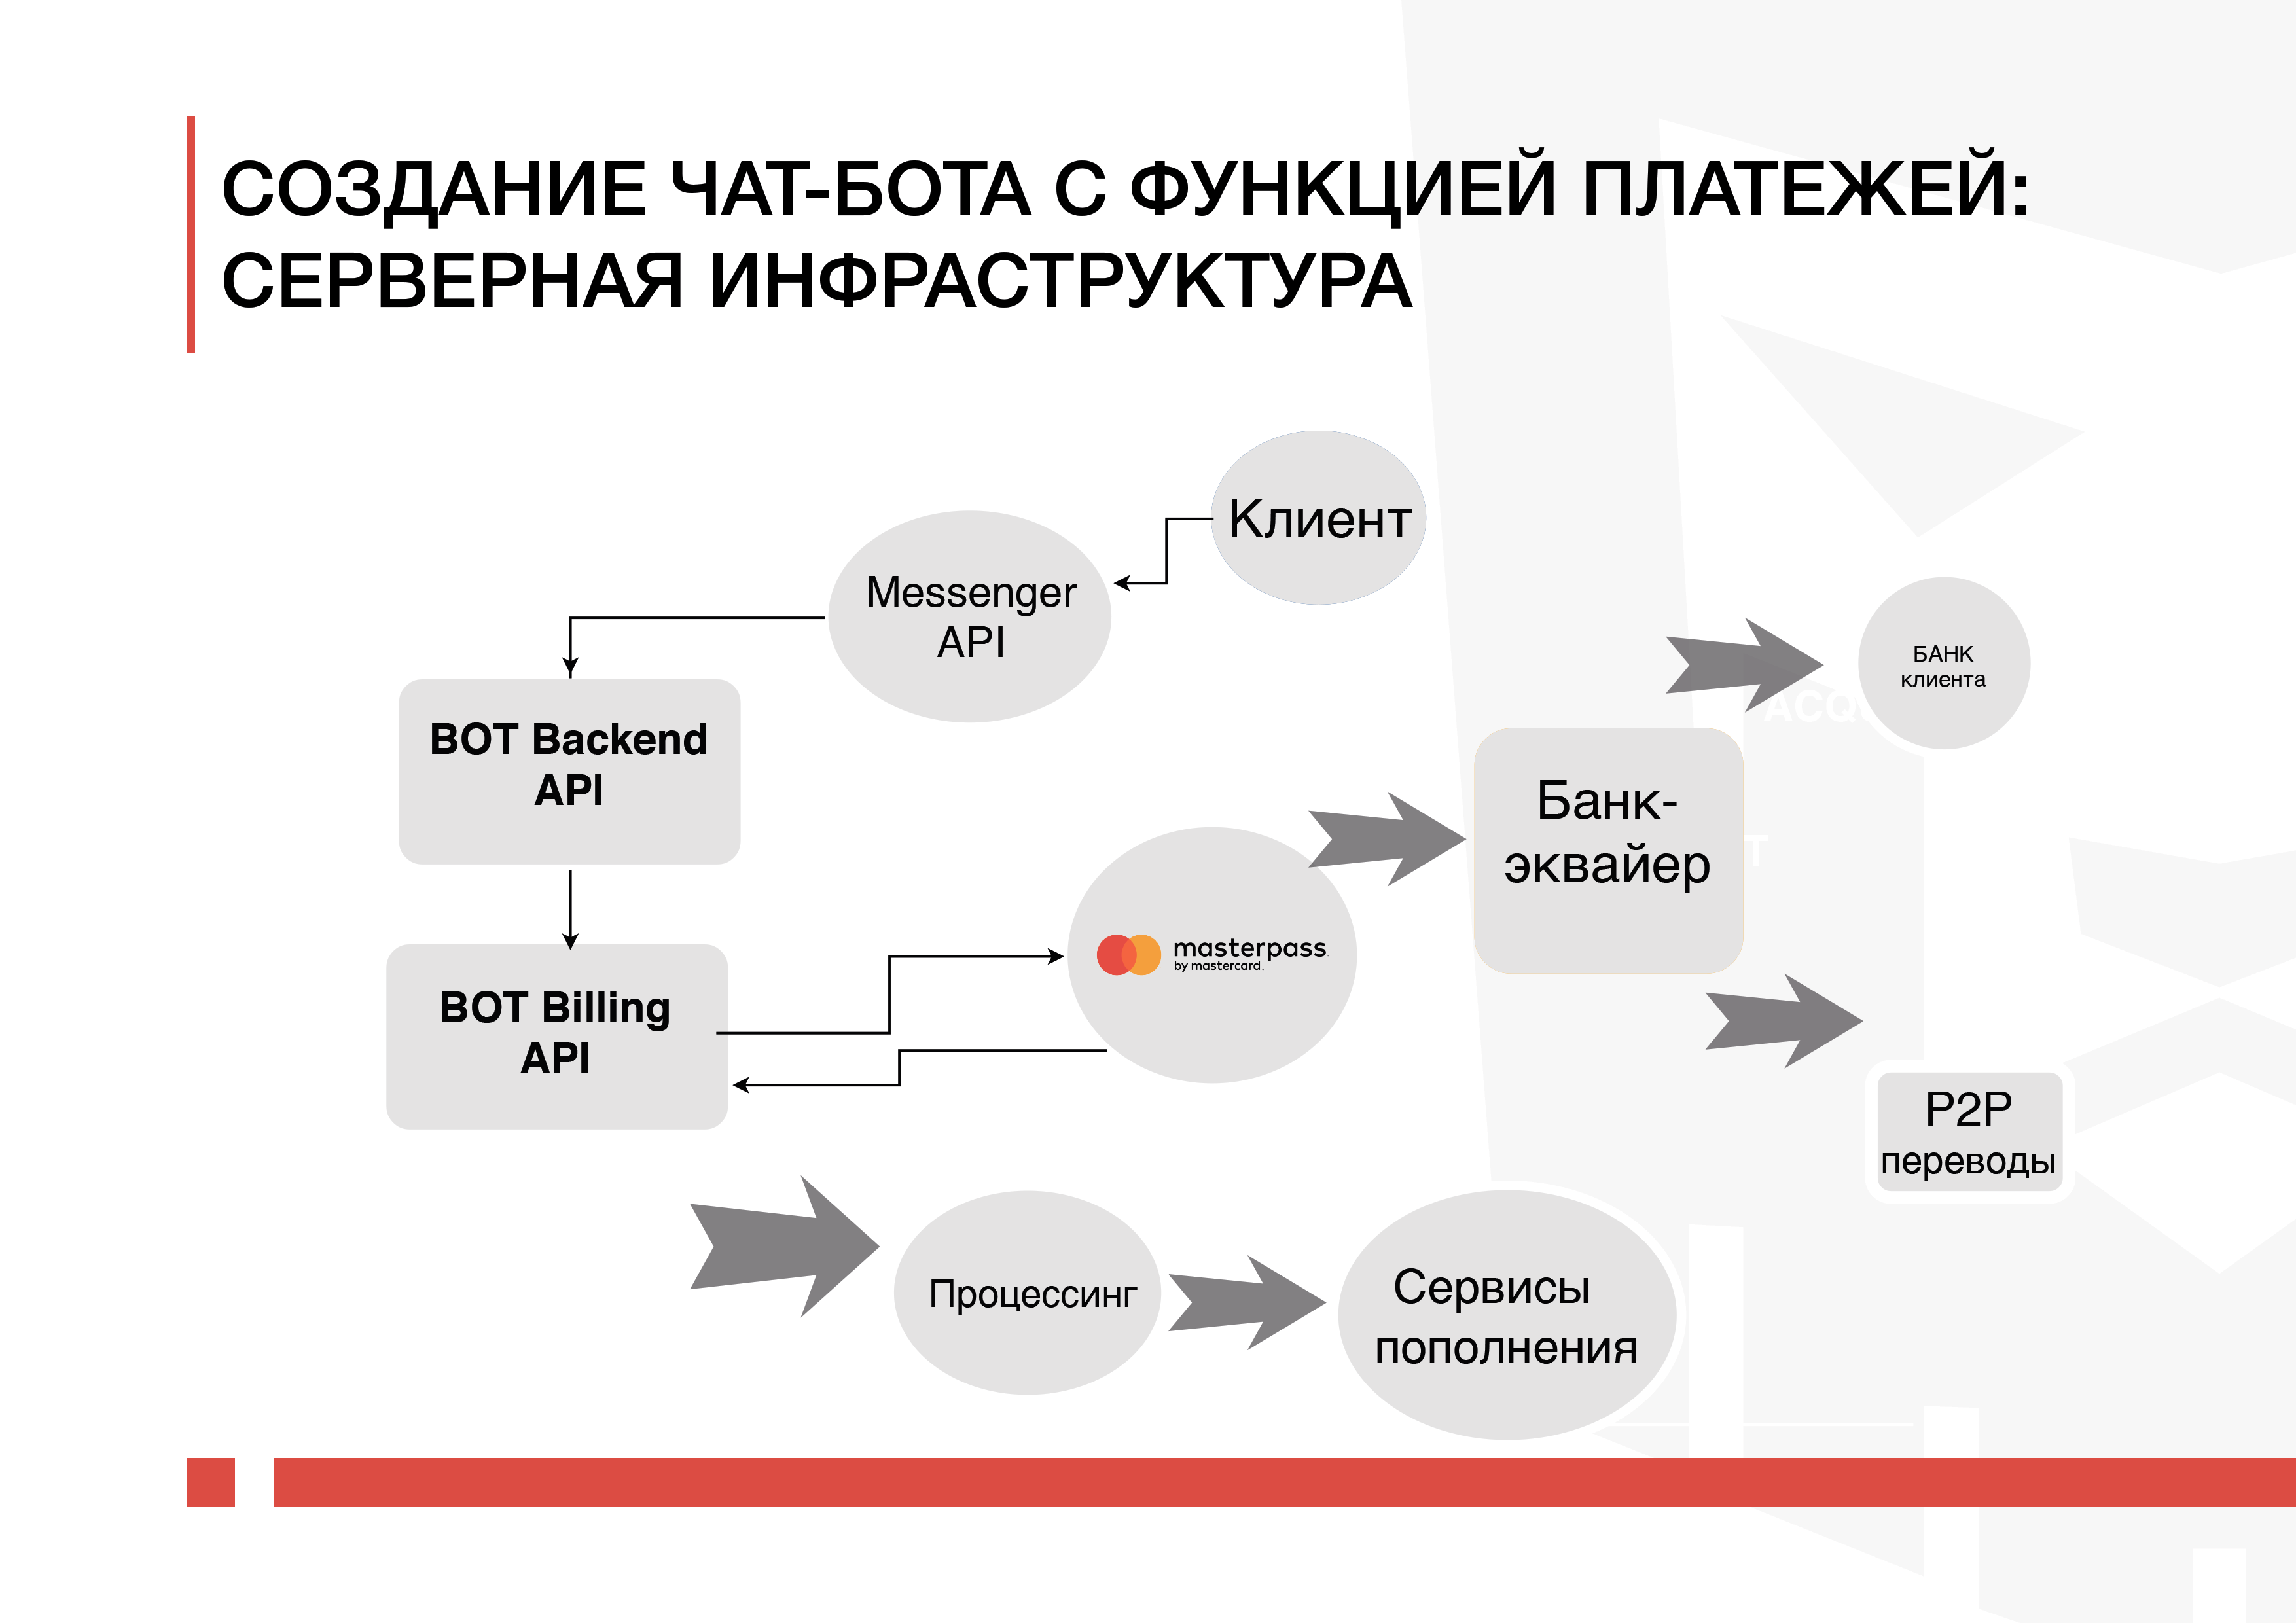 СОЗДАНИЕ ЧАТ-БОТА С ФУНКЦИЕЙ ПЛАТЕЖЕЙ:
СЕРВЕРНАЯ ИНФРАСТРУКТУРА
Клиент
Messenger
API
БАНК
клиента
BOT Backend
API
Банк-
эквайер
masterpass
by mastercard.
BOT Billing
API
P2P
переводы
Процессинг
Сервисы
пополнения